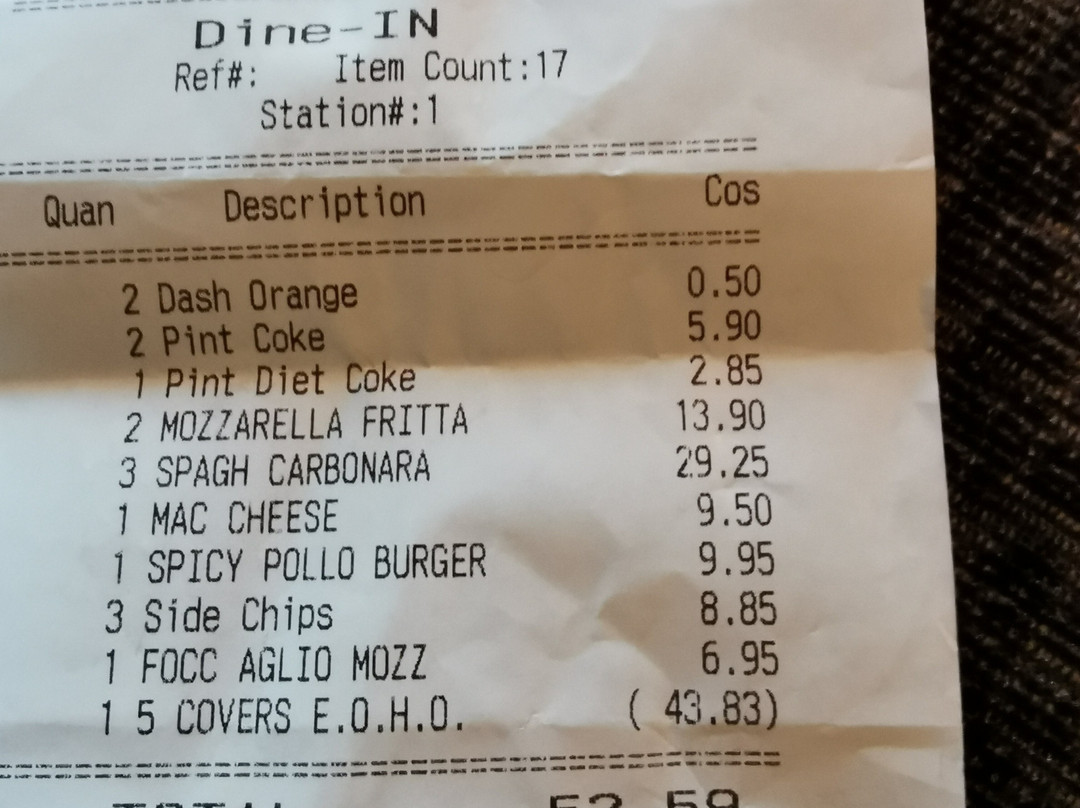 Dine-IN
Ref#: Item Count:17
Station#:1
Quan Description Cos
2 Dash Orange 0.50
2 Pint Coke 5.90
1 Pint Diet Coke 2.85
2 MOZZARELLA FRITTA 13.90
3 SPAGH CARBONARA 29.25
1 MAC CHEESE 9.50
1 SPICY POLLO BURGER 9.95
3 Side Chips 8.85
1 FOCC AGLIO MOZZ 6.95
1 5 COVERS E.O.H.O. ( 43.83)
TOTAL